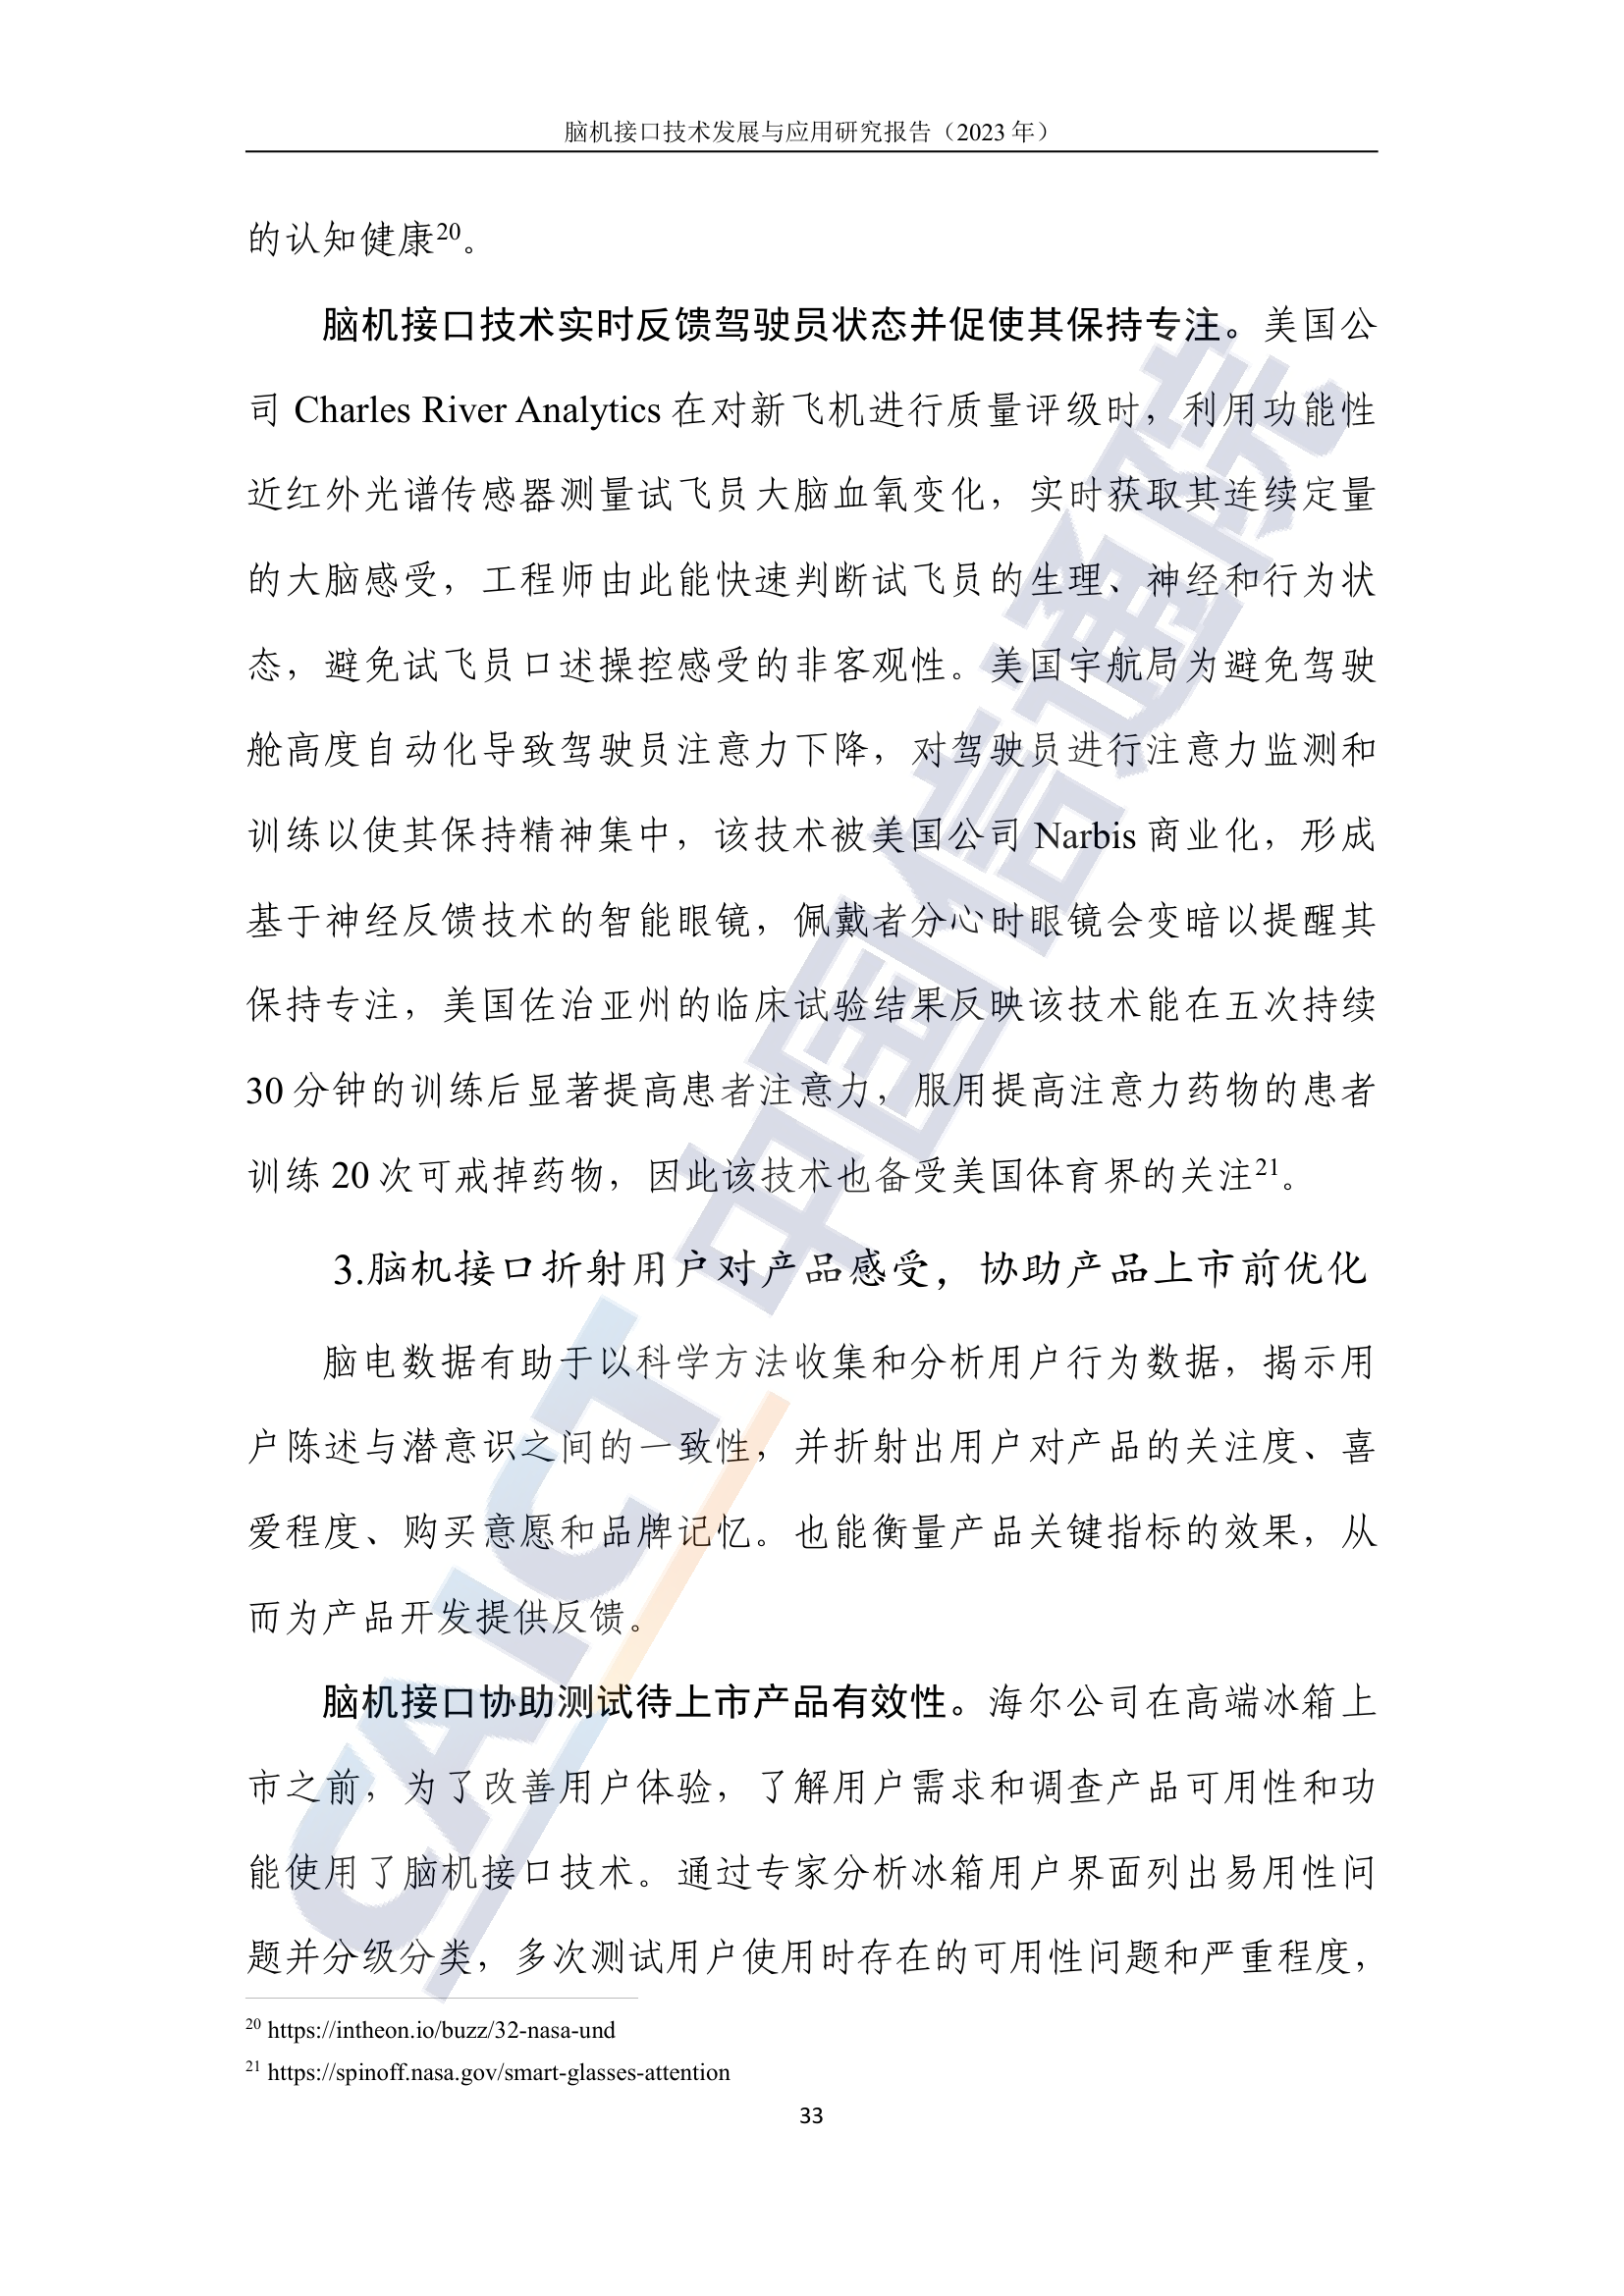 脑机接口技术发展与应用研究报告（2023 年）
的认知健康20。
脑机接口技术实时反馈驾驶员状态并促使其保持专注。美国公
司 Charles River Analytics 在对新飞机进行质量评级时，利用功能性
近红外光谱传感器测量试飞员大脑血氧变化，实时获取其连续定量
的大脑感受，工程师由此能快速判断试飞员的生理、神经和行为状
态，避免试飞员口述操控感受的非客观性。美国宇航局为避免驾驶
舱高度自动化导致驾驶员注意力下降，对驾驶员进行注意力监测和
训练以使其保持精神集中，该技术被美国公司 Narbis 商业化，形成
基于神经反馈技术的智能眼镜，佩戴者分心时眼镜会变暗以提醒其
保持专注，美国佐治亚州的临床试验结果反映该技术能在五次持续
30 分钟的训练后显著提高患者注意力，服用提高注意力药物的患者
训练 20 次可戒掉药物，因此该技术也备受美国体育界的关注21。
3.脑机接口折射用户对产品感受，协助产品上市前优化
脑电数据有助于以科学方法收集和分析用户行为数据，揭示用
户陈述与潜意识之间的一致性，并折射出用户对产品的关注度、喜
爱程度、购买意愿和品牌记忆。也能衡量产品关键指标的效果，从
而为产品开发提供反馈。
脑机接口协助测试待上市产品有效性。海尔公司在高端冰箱上
市之前，为了改善用户体验，了解用户需求和调查产品可用性和功
能使用了脑机接口技术。通过专家分析冰箱用户界面列出易用性问
题并分级分类，多次测试用户使用时存在的可用性问题和严重程度，
20 https://intheon.io/buzz/32-nasa-und
21 https://spinoff.nasa.gov/smart-glasses-attention
33
CAICT 中国信通院